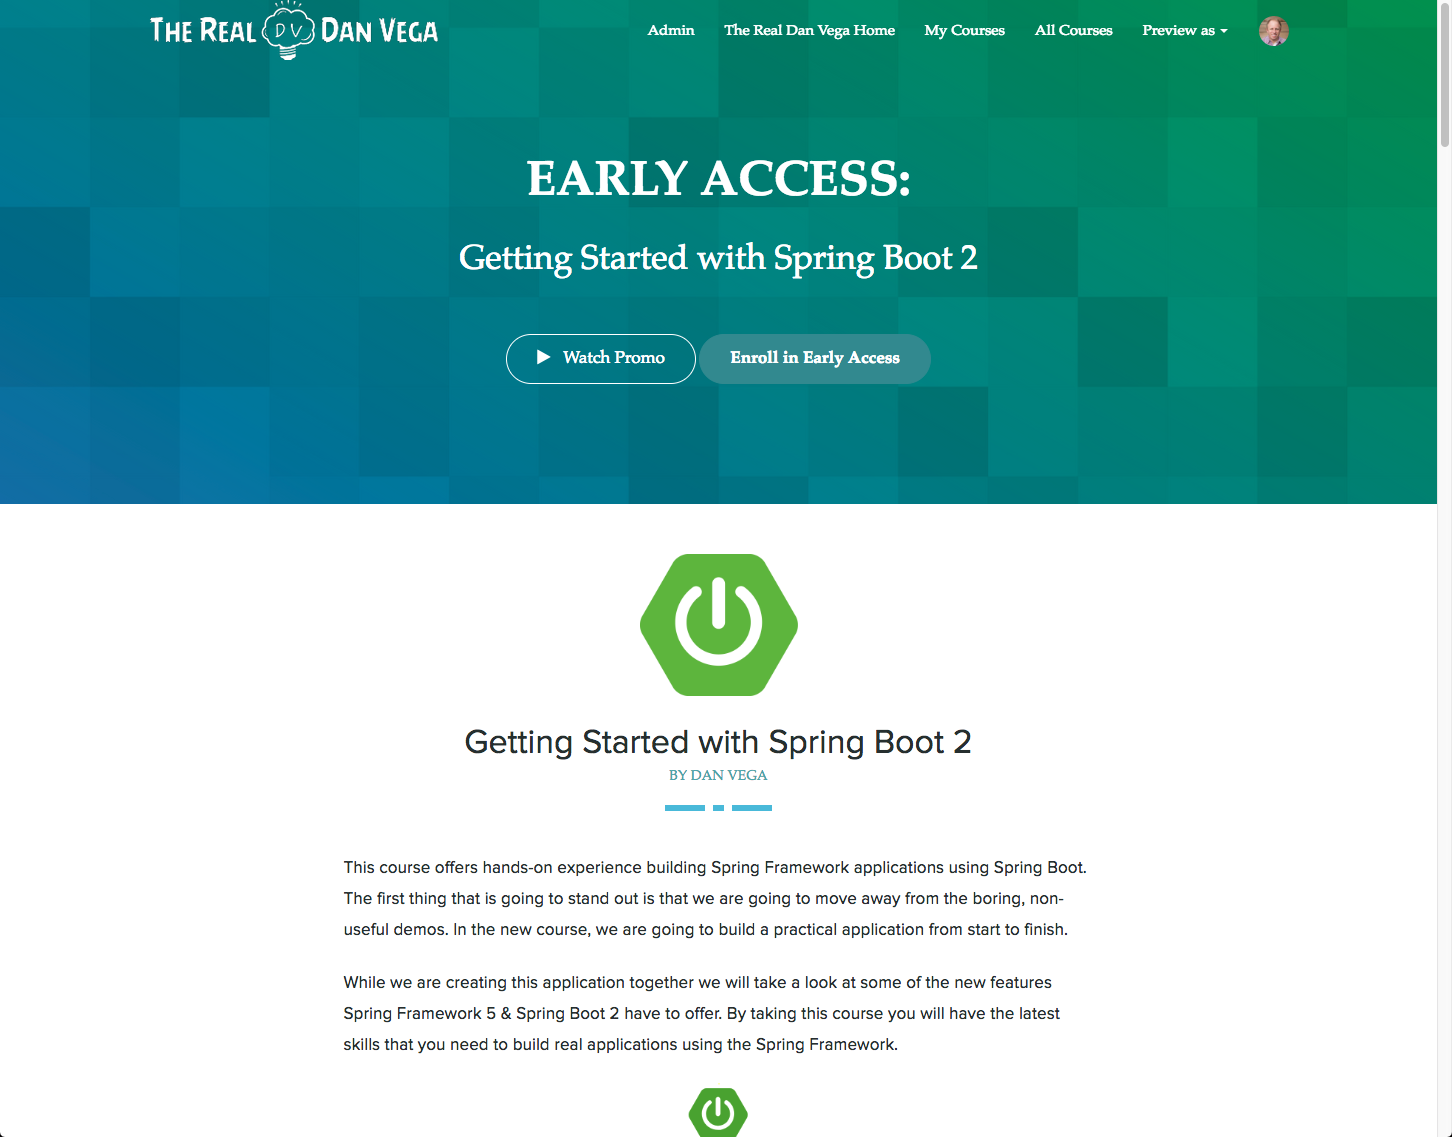 THE REAL DV DAN VEGA
Admin The Real Dan Vega Home My Courses All Courses Preview as
EARLY ACCESS:
Getting Started with Spring Boot 2
Watch Promo Enroll in Early Access
Getting Started with Spring Boot 2
BY DAN VEGA
This course offers hands-on experience building Spring Framework applications using Spring Boot.
The first thing that is going to stand out is that we are going to move away from the boring, non-
useful demos. In the new course, we are going to build a practical application from start to finish.
While we are creating this application together we will take a look at some of the new features
Spring Framework 5 & Spring Boot 2 have to offer. By taking this course you will have the latest
skills that you need to build real applications using the Spring Framework.